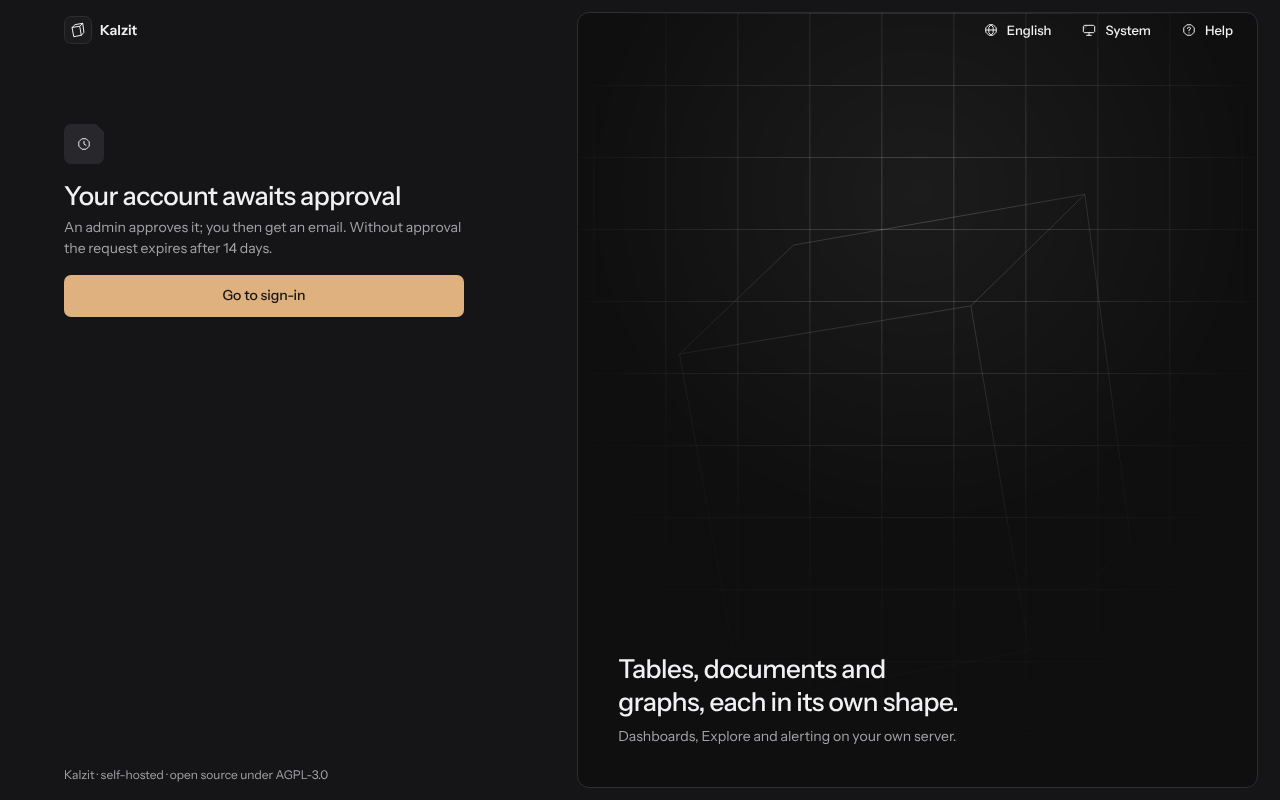 Kalzit
English
System
Help
Your account awaits approval
An admin approves it; you then get an email. Without approval
the request expires after 14 days.
Go to sign-in
Tables, documents and
graphs, each in its own shape.
Dashboards, Explore and alerting on your own server.
Kalzit · self-hosted · open source under AGPL-3.0